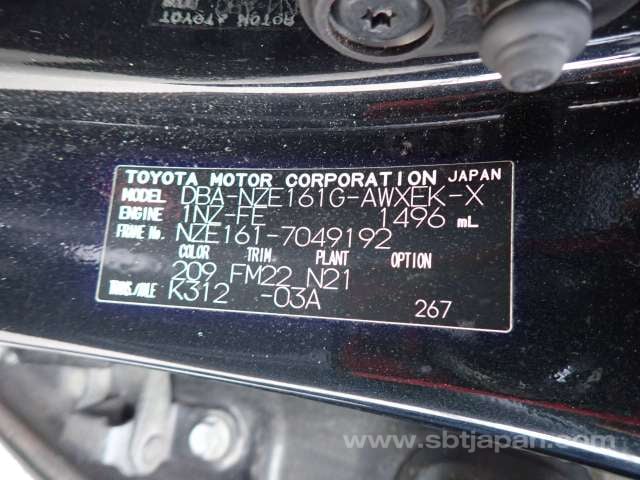 TOYOTA MOTOR CORPORATION JAPAN
MODEL DBA-NZE161G-AWXEK-X
ENGINE 1NZ-FE 1496 mL
FRAME No. NZE161-7049192
COLOR TRIM PLANT OPTION
209 FM22 N21
TRANS./AXLE K312 -03A
267
www.sbtjapan.com